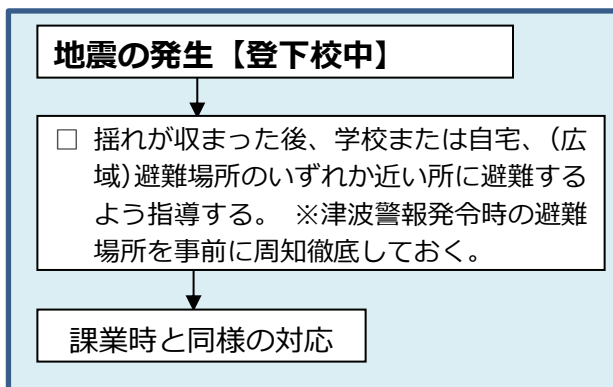 地震の発生【登下校中】
□ 揺れが収まった後、学校または自宅、（広
域）避難場所のいずれか近い所に避難する
よう指導する。 ※津波警報発令時の避難
場所を事前に周知徹底しておく。
課業時と同様の対応